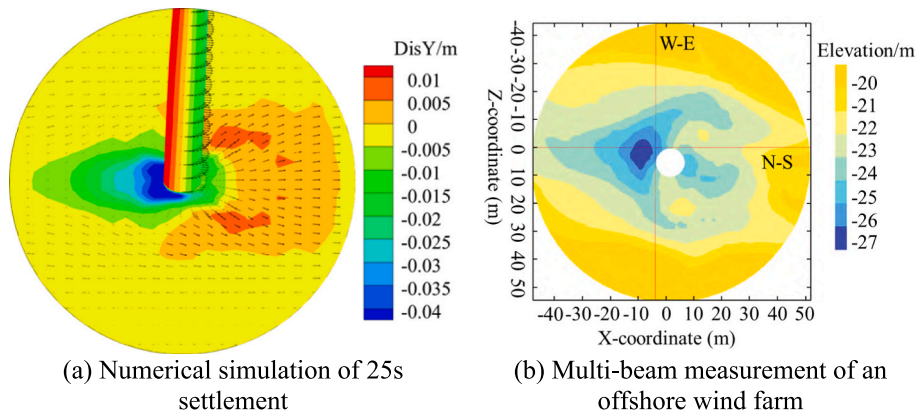 DisY/m
0.01
0.005
0
-0.005
-0.01
-0.015
-0.02
-0.025
-0.03
-0.035
-0.04
(a) Numerical simulation of 25s
settlement
W-E
N-S
Z-coordinate (m)
-40
-30
-20
-10
0
10
20
30
40
50
-40 -30 -20 -10 0 10 20 30 40 50
X-coordinate (m)
Elevation/m
-20
-21
-22
-23
-24
-25
-26
-27
(b) Multi-beam measurement of an
offshore wind farm